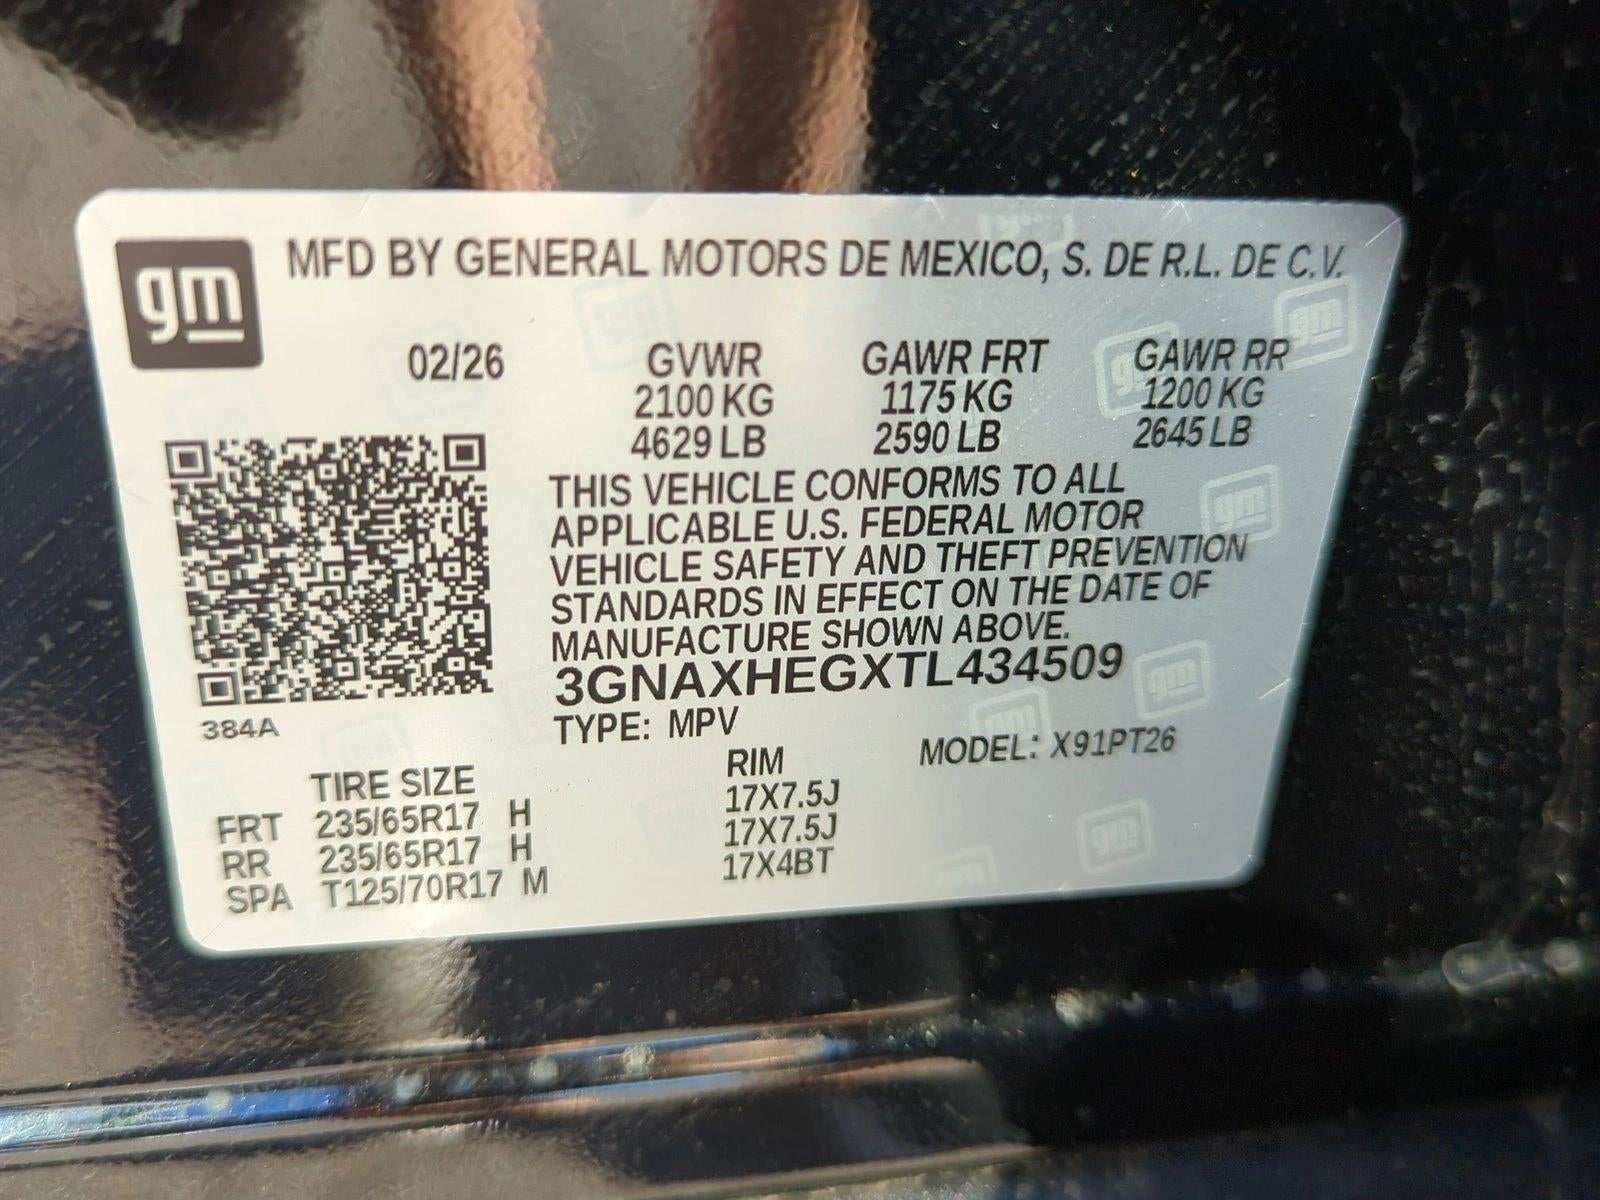 gm MFD BY GENERAL MOTORS DE MEXICO, S. DE R.L. DE C.V.
02/26 GVWR GAWR FRT GAWR RR
2100 KG 1175 KG 1200 KG
4629 LB 2590 LB 2645 LB
THIS VEHICLE CONFORMS TO ALL
APPLICABLE U.S. FEDERAL MOTOR
VEHICLE SAFETY AND THEFT PREVENTION
STANDARDS IN EFFECT ON THE DATE OF
MANUFACTURE SHOWN ABOVE.
3GNAXHEGXTL434509
384A TYPE: MPV MODEL: X91PT26
TIRE SIZE RIM
FRT 235/65R17 H 17X7.5J
RR 235/65R17 H 17X7.5J
SPA T125/70R17 M 17X4BT